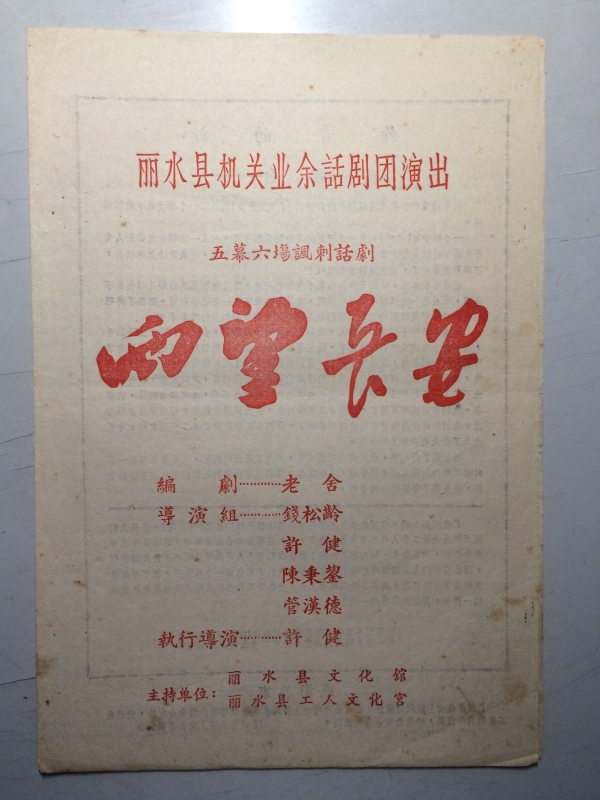 丽水县机关业余話剧团演出
五幕六場諷刺話劇
西望长安
編劇…………老舍
導演組…………錢松齡
許健
陳秉鋆
管漢德
執行導演…………許健
主持单位：丽水县文化館
丽水县工人文化宮